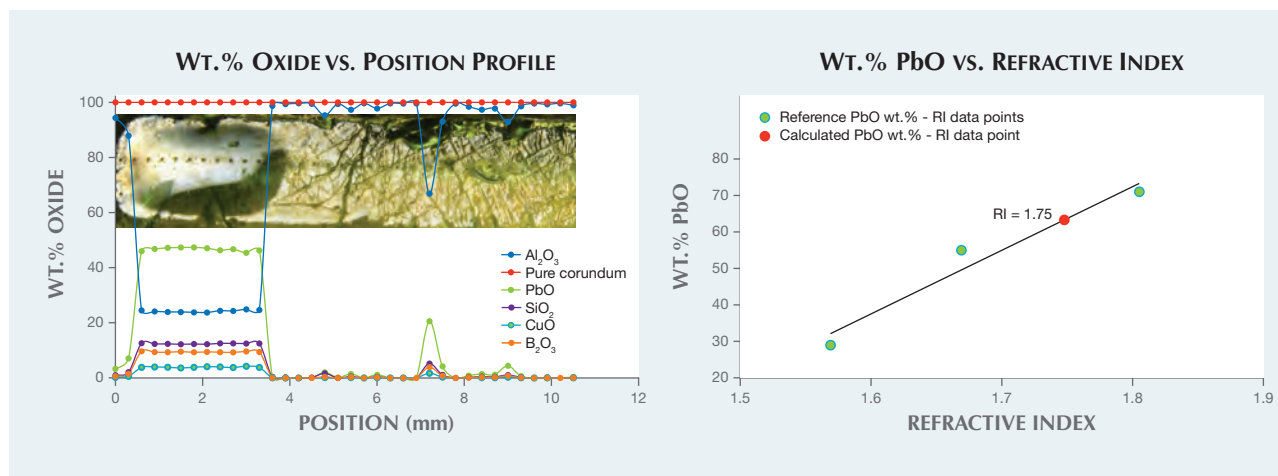 WT.% OXIDE VS. POSITION PROFILE
100
80
60
40
20
0
WT.% OXIDE
0 2 4 6 8 10 12
POSITION (mm)
Al₂O₃
Pure corundum
PbO
SiO₂
CuO
B₂O₃
WT.% PbO VS. REFRACTIVE INDEX
Reference PbO wt.% - RI data points
Calculated PbO wt.% - RI data point
80
70
60
50
40
30
20
WT.% PbO
RI = 1.75
1.5 1.6 1.7 1.8 1.9
REFRACTIVE INDEX